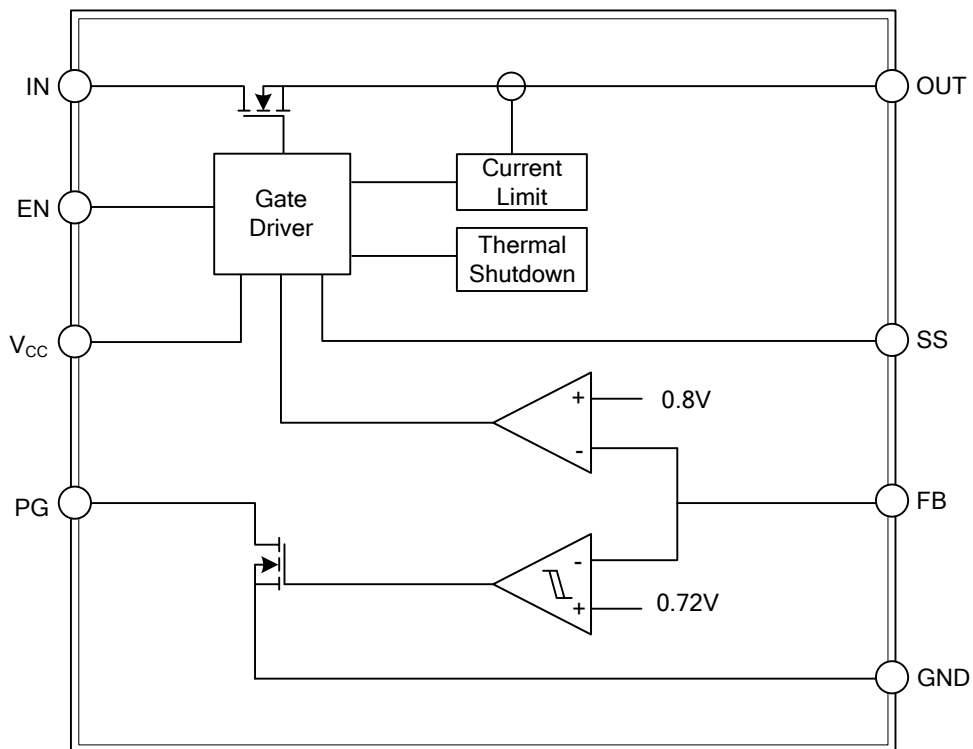 IN
OUT
Current
Limit
Gate
Driver
EN
Thermal
Shutdown
VCC
SS
+
0.8V
-
PG
FB
-
+
0.72V
GND